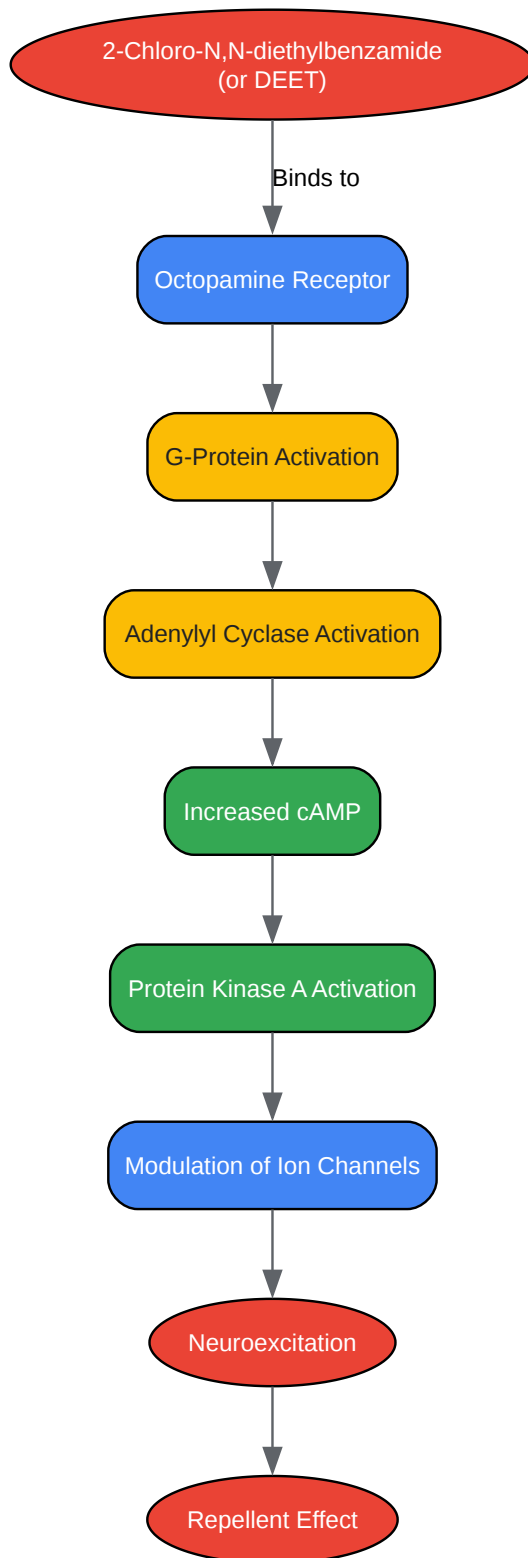 2-Chloro-N,N-diethylbenzamide
(or DEET)
Binds to
Octopamine Receptor
G-Protein Activation
Adenylyl Cyclase Activation
Increased cAMP
Protein Kinase A Activation
Modulation of Ion Channels
Neuroexcitation
Repellent Effect